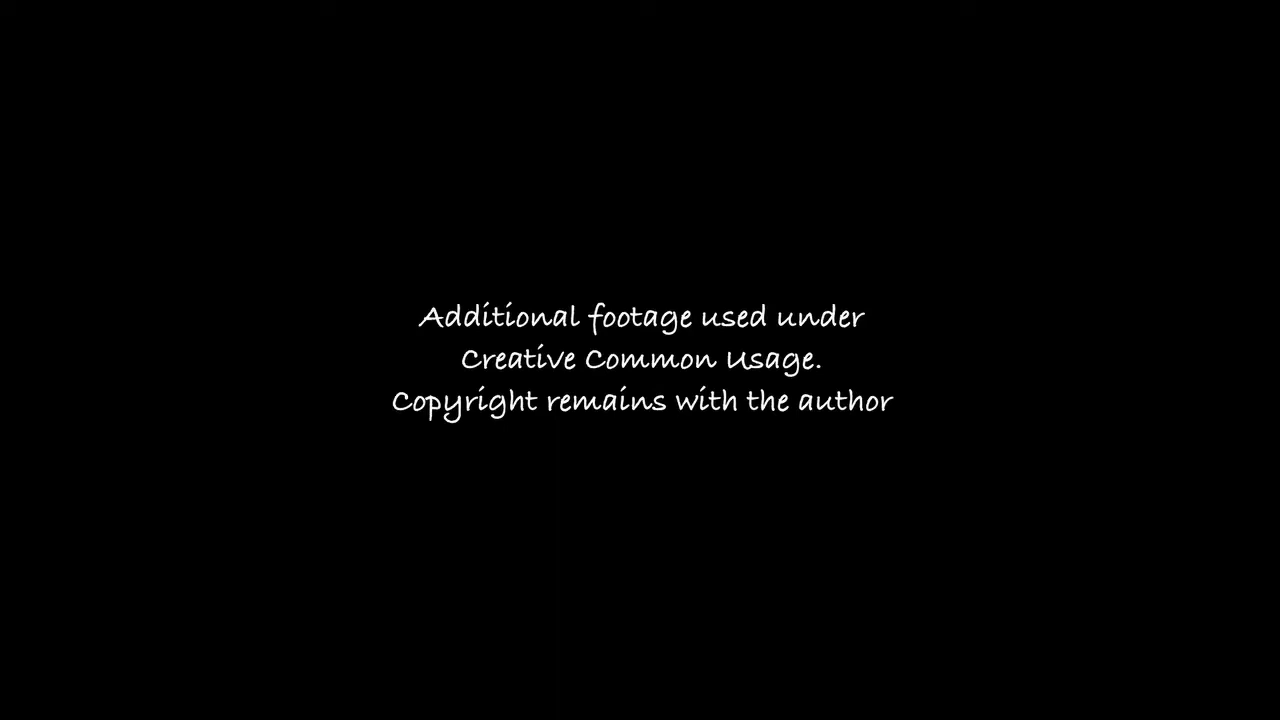 Additional footage used under
Creative Common Usage.
Copyright remains with the author